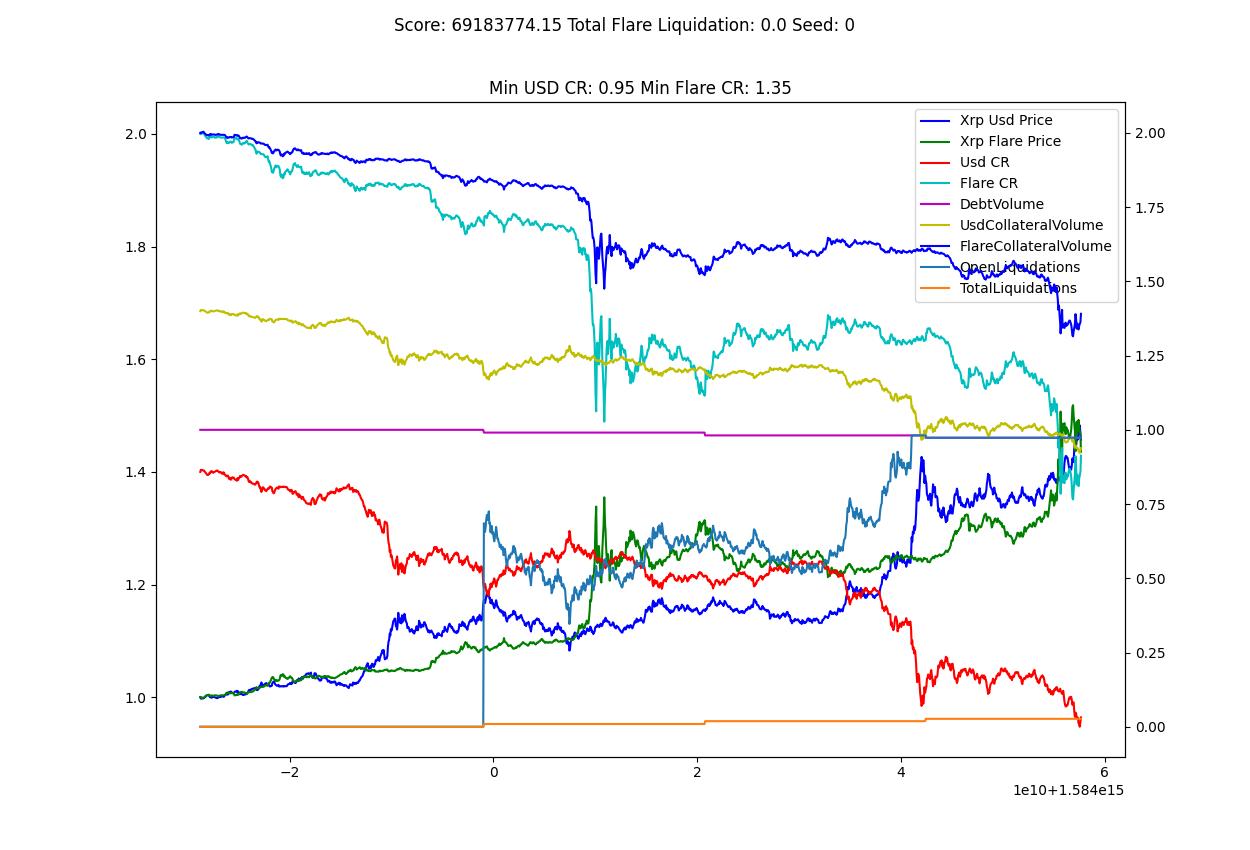 Score: 69183774.15 Total Flare Liquidation: 0.0 Seed: 0
Min USD CR: 0.95 Min Flare CR: 1.35
2.0
1.8
1.6
1.4
1.2
1.0
Xrp Usd Price
Xrp Flare Price
Usd CR
Flare CR
DebtVolume
UsdCollateralVolume
FlareCollateralVolume
OpenLiquidations
TotalLiquidations
2.00
1.75
1.50
1.25
1.00
0.75
0.50
0.25
0.00
−2 0 2 4 6
1e10+1.584e15